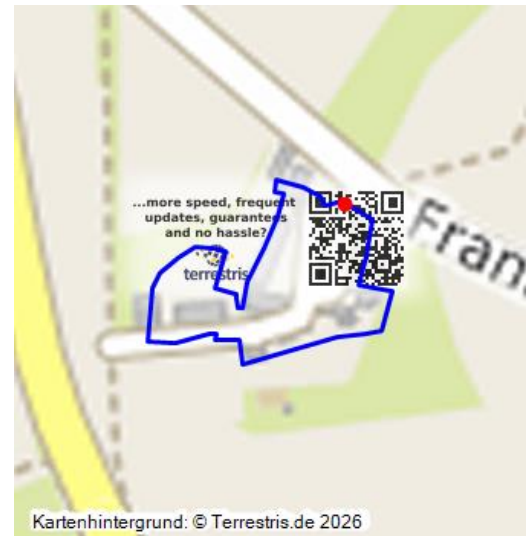 ...more speed, frequent
updates, guarantees
and no hassle?
terrestris
Fran
Kartenhintergrund: © Terrestris.de 2026